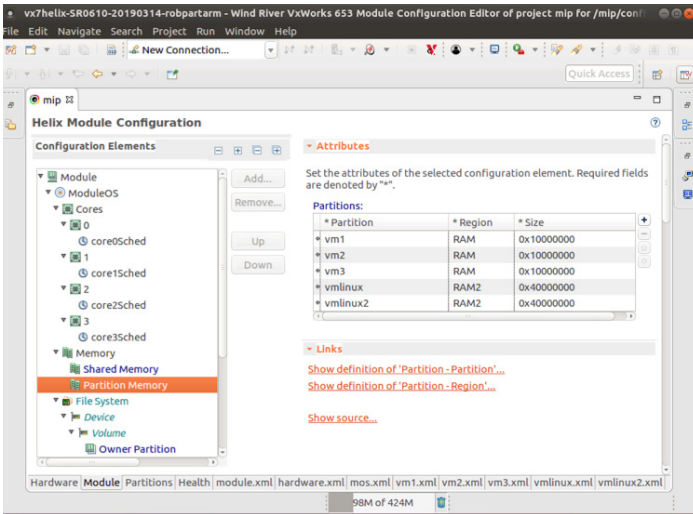 vx7helix-SR0610-20190314-robpartarm - Wind River VxWorks 653 Module Configuration Editor of project mip for /mip/conf
File Edit Navigate Search Project Run Window Help
New Connection...
Quick Access
mip
Helix Module Configuration
Configuration Elements
Module
ModuleOS
Cores
0
core0Sched
1
core1Sched
2
core2Sched
3
core3Sched
Memory
Shared Memory
Partition Memory
File System
Device
Volume
Owner Partition
Add...
Remove...
Up
Down
Attributes
Set the attributes of the selected configuration element. Required fields
are denoted by "*".
Partitions:
* Partition * Region * Size
vm1 RAM 0x10000000
vm2 RAM 0x10000000
vm3 RAM 0x10000000
vmlinux RAM2 0x40000000
vmlinux2 RAM2 0x40000000
Links
Show definition of 'Partition - Partition'...
Show definition of 'Partition - Region'...
Show source...
Hardware Module Partitions Health module.xml hardware.xml mos.xml vm1.xml vm2.xml vm3.xml vmlinux.xml vmlinux2.xml
98M of 424M